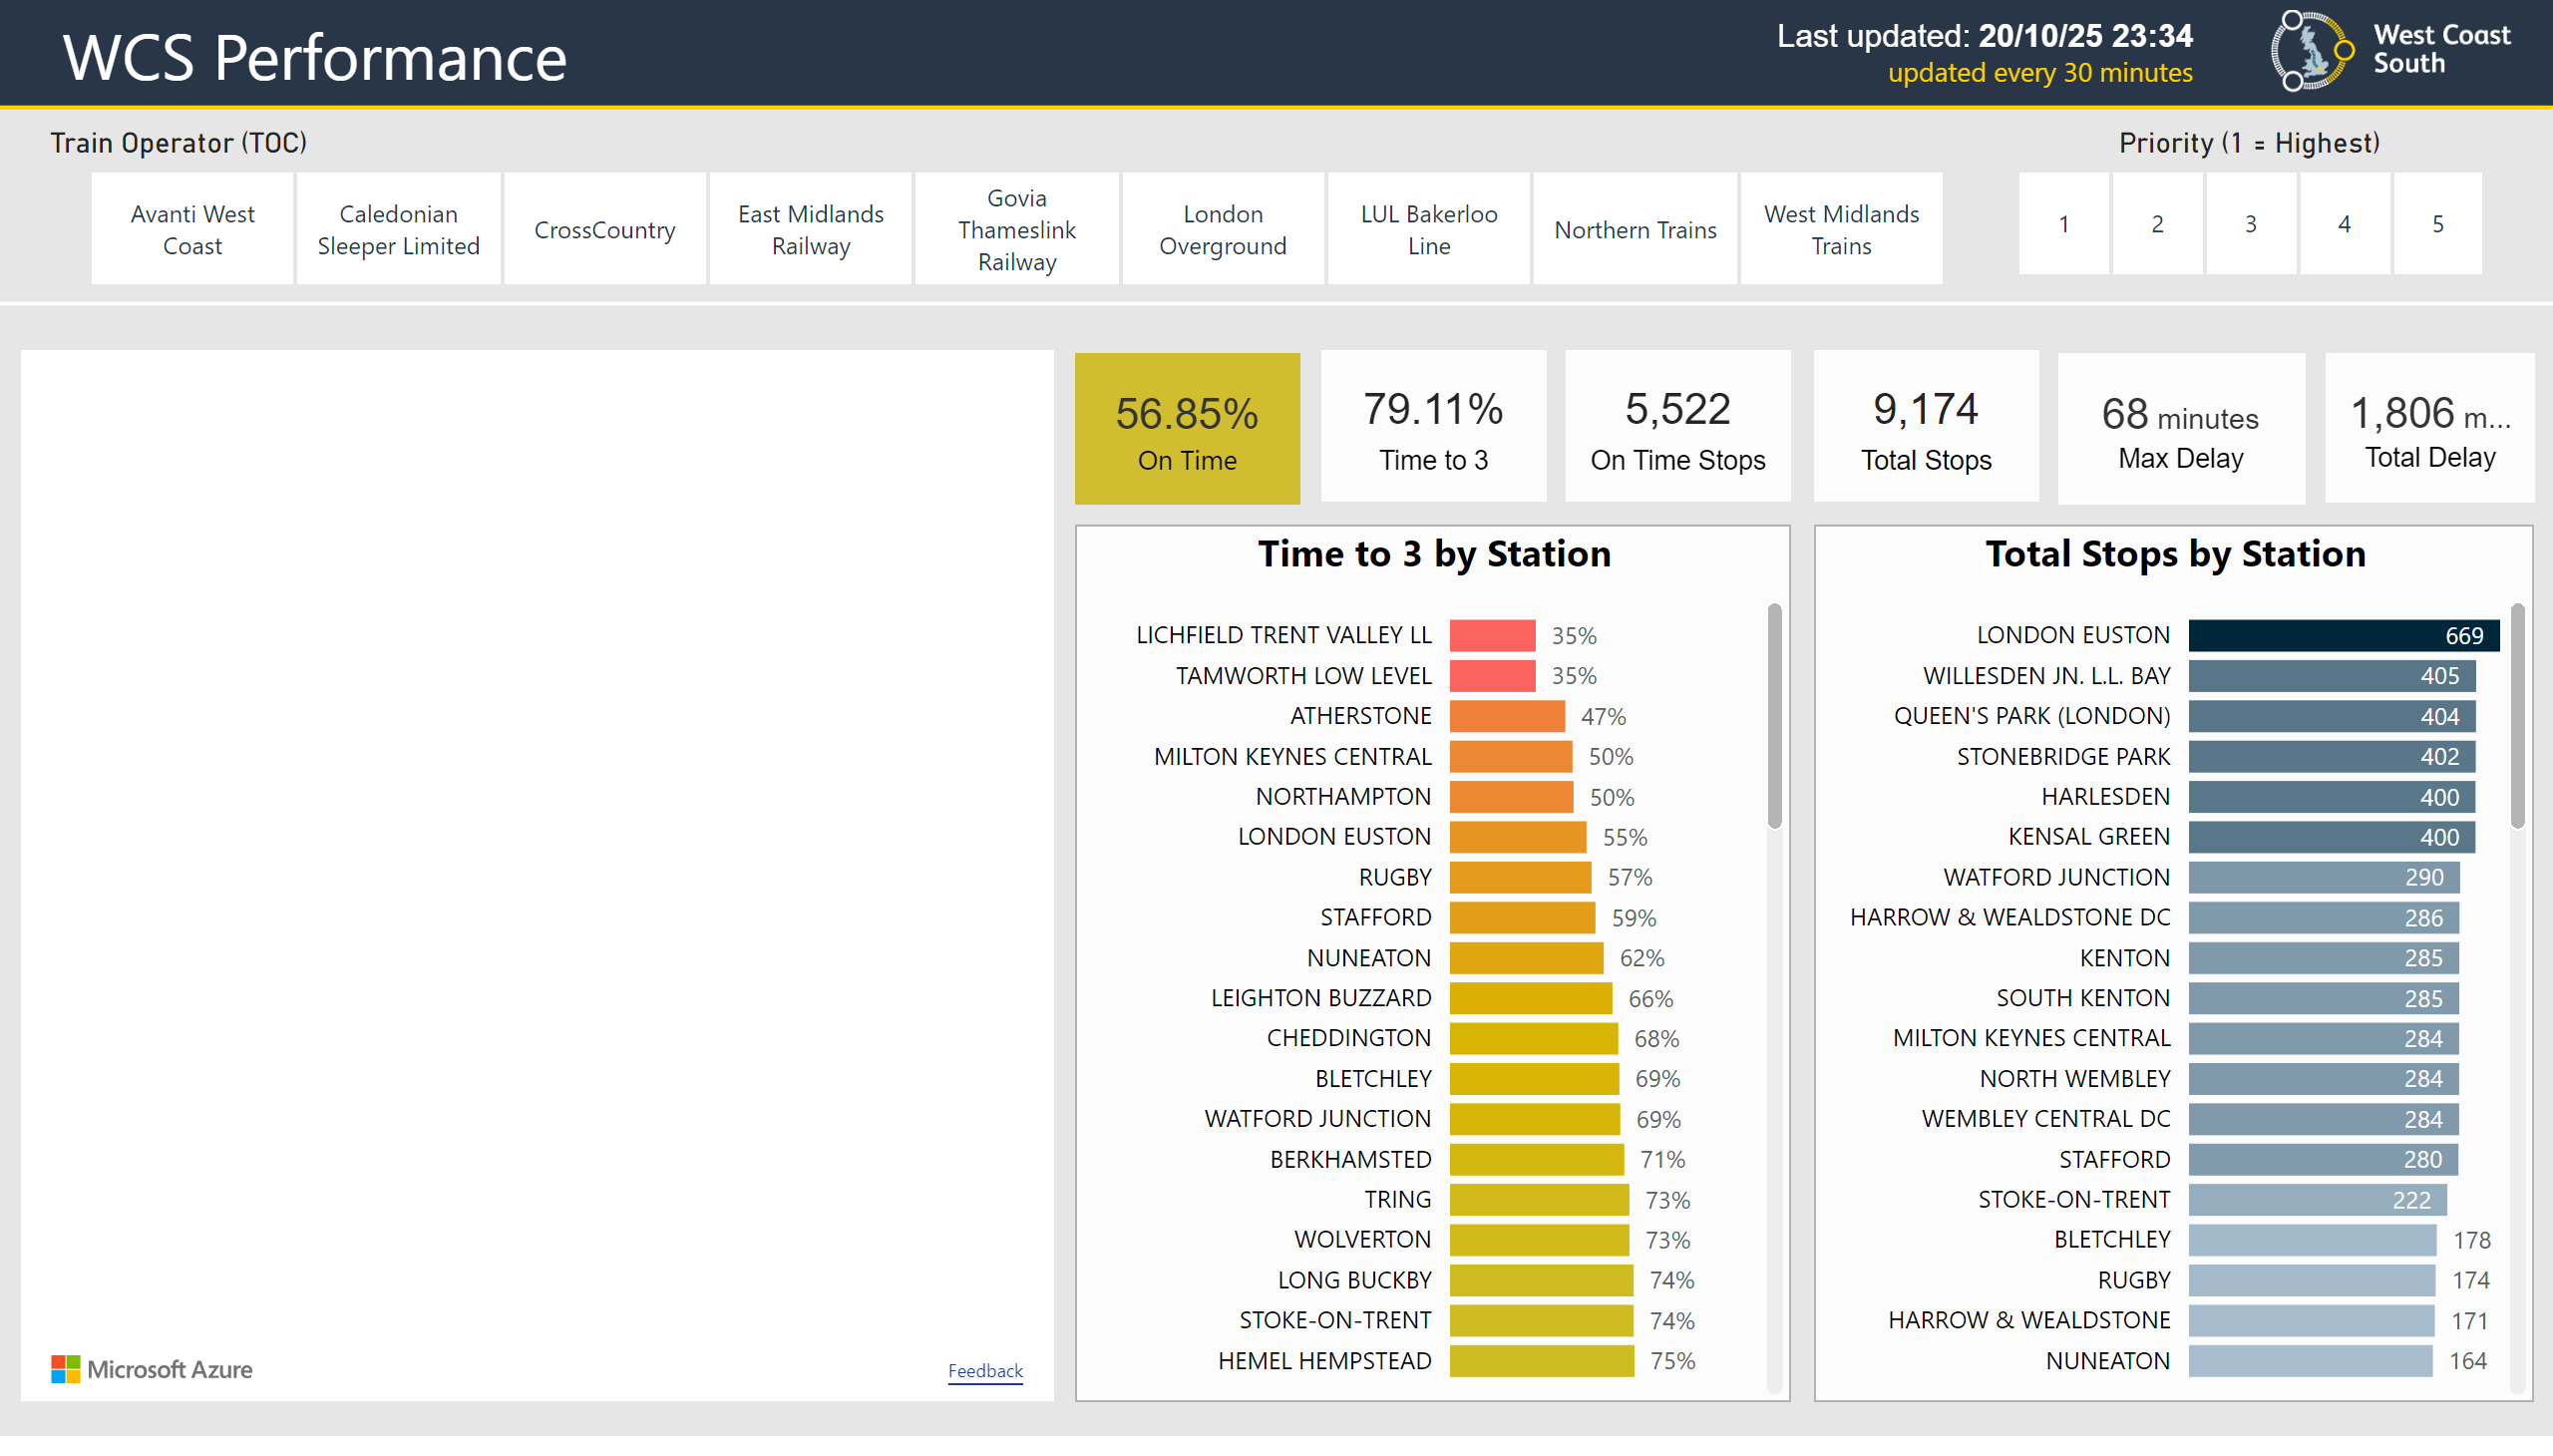 WCS Performance
Last updated: 20/10/25 23:34
updated every 30 minutes
West Coast
South
Train Operator (TOC)
Priority (1 = Highest)
Avanti West
Coast
Caledonian
Sleeper Limited
CrossCountry
East Midlands
Railway
Govia
Thameslink
Railway
London
Overground
LUL Bakerloo
Line
Northern Trains
West Midlands
Trains
1
2
3
4
5
56.85%
On Time
79.11%
Time to 3
5,522
On Time Stops
9,174
Total Stops
68 minutes
Max Delay
1,806 m...
Total Delay
Time to 3 by Station
LICHFIELD TRENT VALLEY LL 35%
TAMWORTH LOW LEVEL 35%
ATHERSTONE 47%
MILTON KEYNES CENTRAL 50%
NORTHAMPTON 50%
LONDON EUSTON 55%
RUGBY 57%
STAFFORD 59%
NUNEATON 62%
LEIGHTON BUZZARD 66%
CHEDDINGTON 68%
BLETCHLEY 69%
WATFORD JUNCTION 69%
BERKHAMSTED 71%
TRING 73%
WOLVERTON 73%
LONG BUCKBY 74%
STOKE-ON-TRENT 74%
HEMEL HEMPSTEAD 75%
Total Stops by Station
LONDON EUSTON 669
WILLESDEN JN. L.L. BAY 405
QUEEN'S PARK (LONDON) 404
STONEBRIDGE PARK 402
HARLESDEN 400
KENSAL GREEN 400
WATFORD JUNCTION 290
HARROW & WEALDSTONE DC 286
KENTON 285
SOUTH KENTON 285
MILTON KEYNES CENTRAL 284
NORTH WEMBLEY 284
WEMBLEY CENTRAL DC 284
STAFFORD 280
STOKE-ON-TRENT 222
BLETCHLEY 178
RUGBY 174
HARROW & WEALDSTONE 171
NUNEATON 164
Microsoft Azure
Feedback